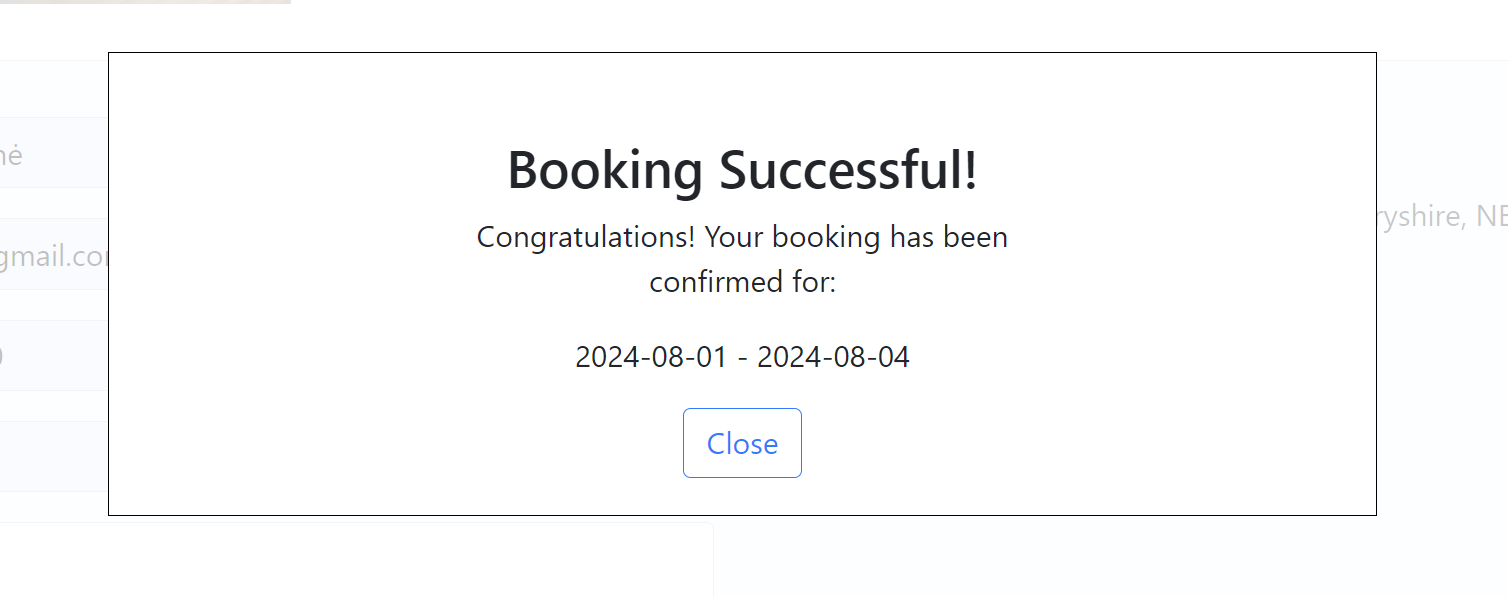 Booking Successful!
Congratulations! Your booking has been
confirmed for:
2024-08-01 - 2024-08-04
Close